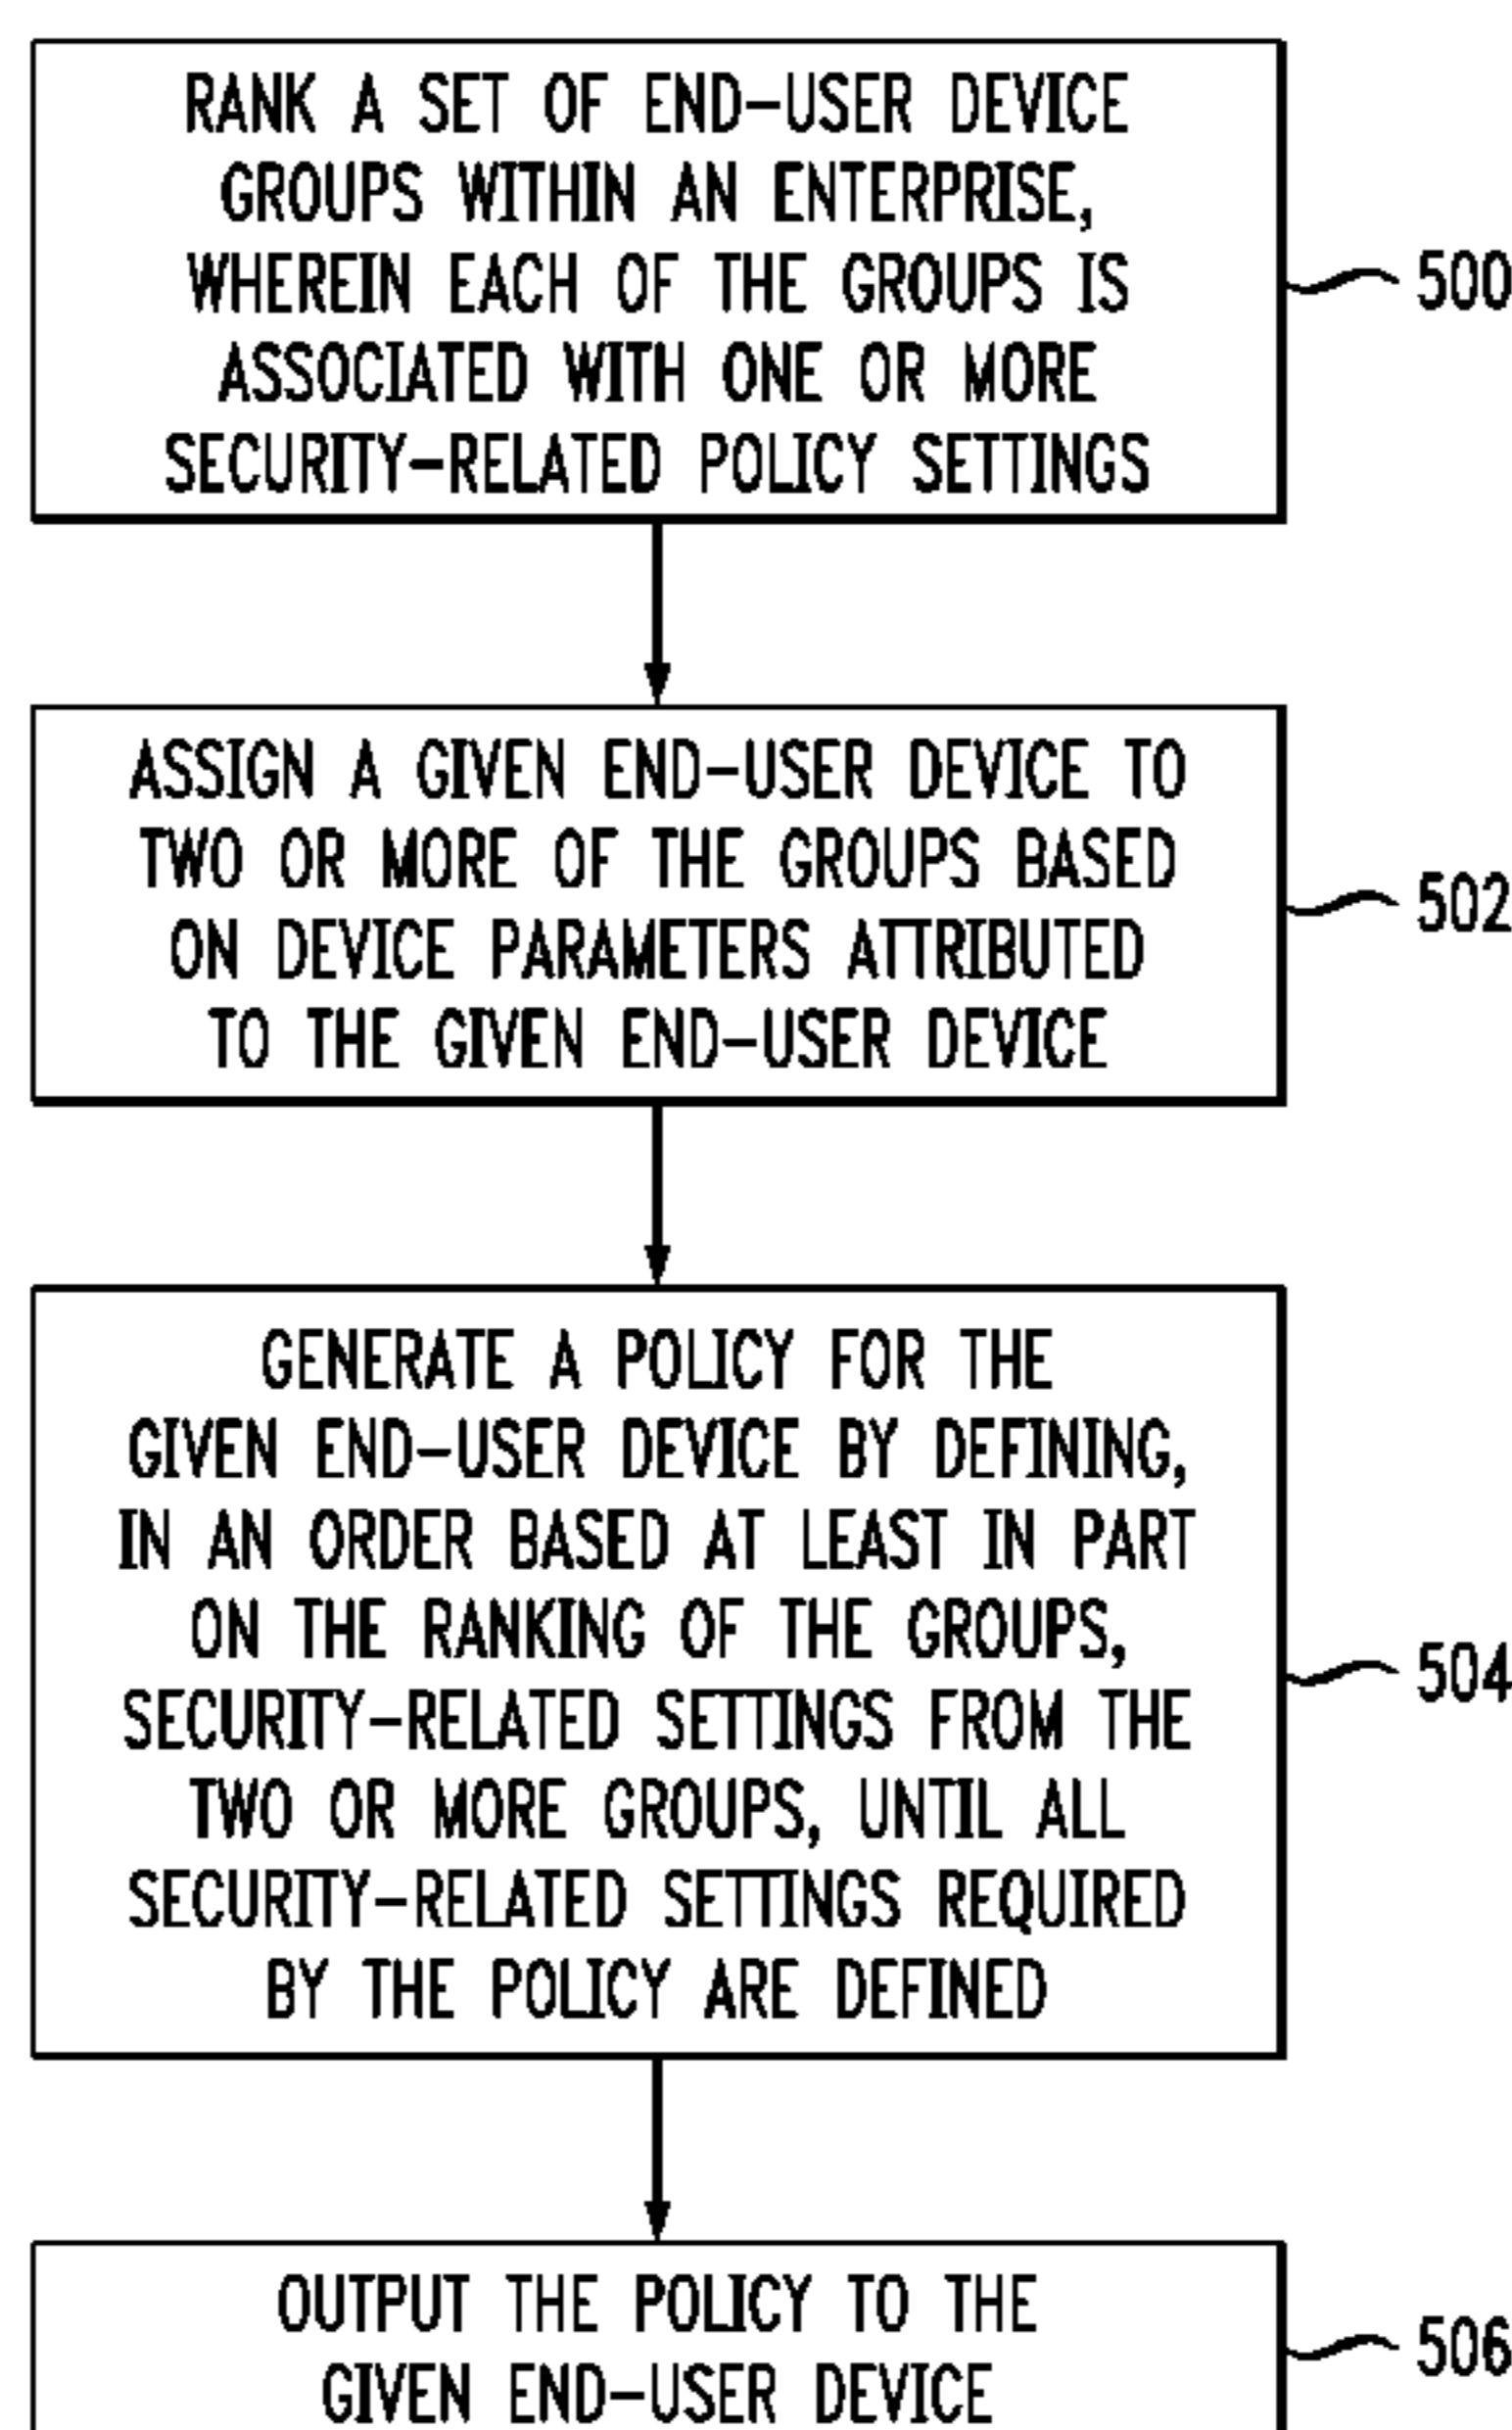 RANK A SET OF END-USER DEVICE
GROUPS WITHIN AN ENTERPRISE,
WHEREIN EACH OF THE GROUPS IS
ASSOCIATED WITH ONE OR MORE
SECURITY-RELATED POLICY SETTINGS
500
ASSIGN A GIVEN END-USER DEVICE TO
TWO OR MORE OF THE GROUPS BASED
ON DEVICE PARAMETERS ATTRIBUTED
TO THE GIVEN END-USER DEVICE
502
GENERATE A POLICY FOR THE
GIVEN END-USER DEVICE BY DEFINING,
IN AN ORDER BASED AT LEAST IN PART
ON THE RANKING OF THE GROUPS,
SECURITY-RELATED SETTINGS FROM THE
TWO OR MORE GROUPS, UNTIL ALL
SECURITY-RELATED SETTINGS REQUIRED
BY THE POLICY ARE DEFINED
504
OUTPUT THE POLICY TO THE
GIVEN END-USER DEVICE
506